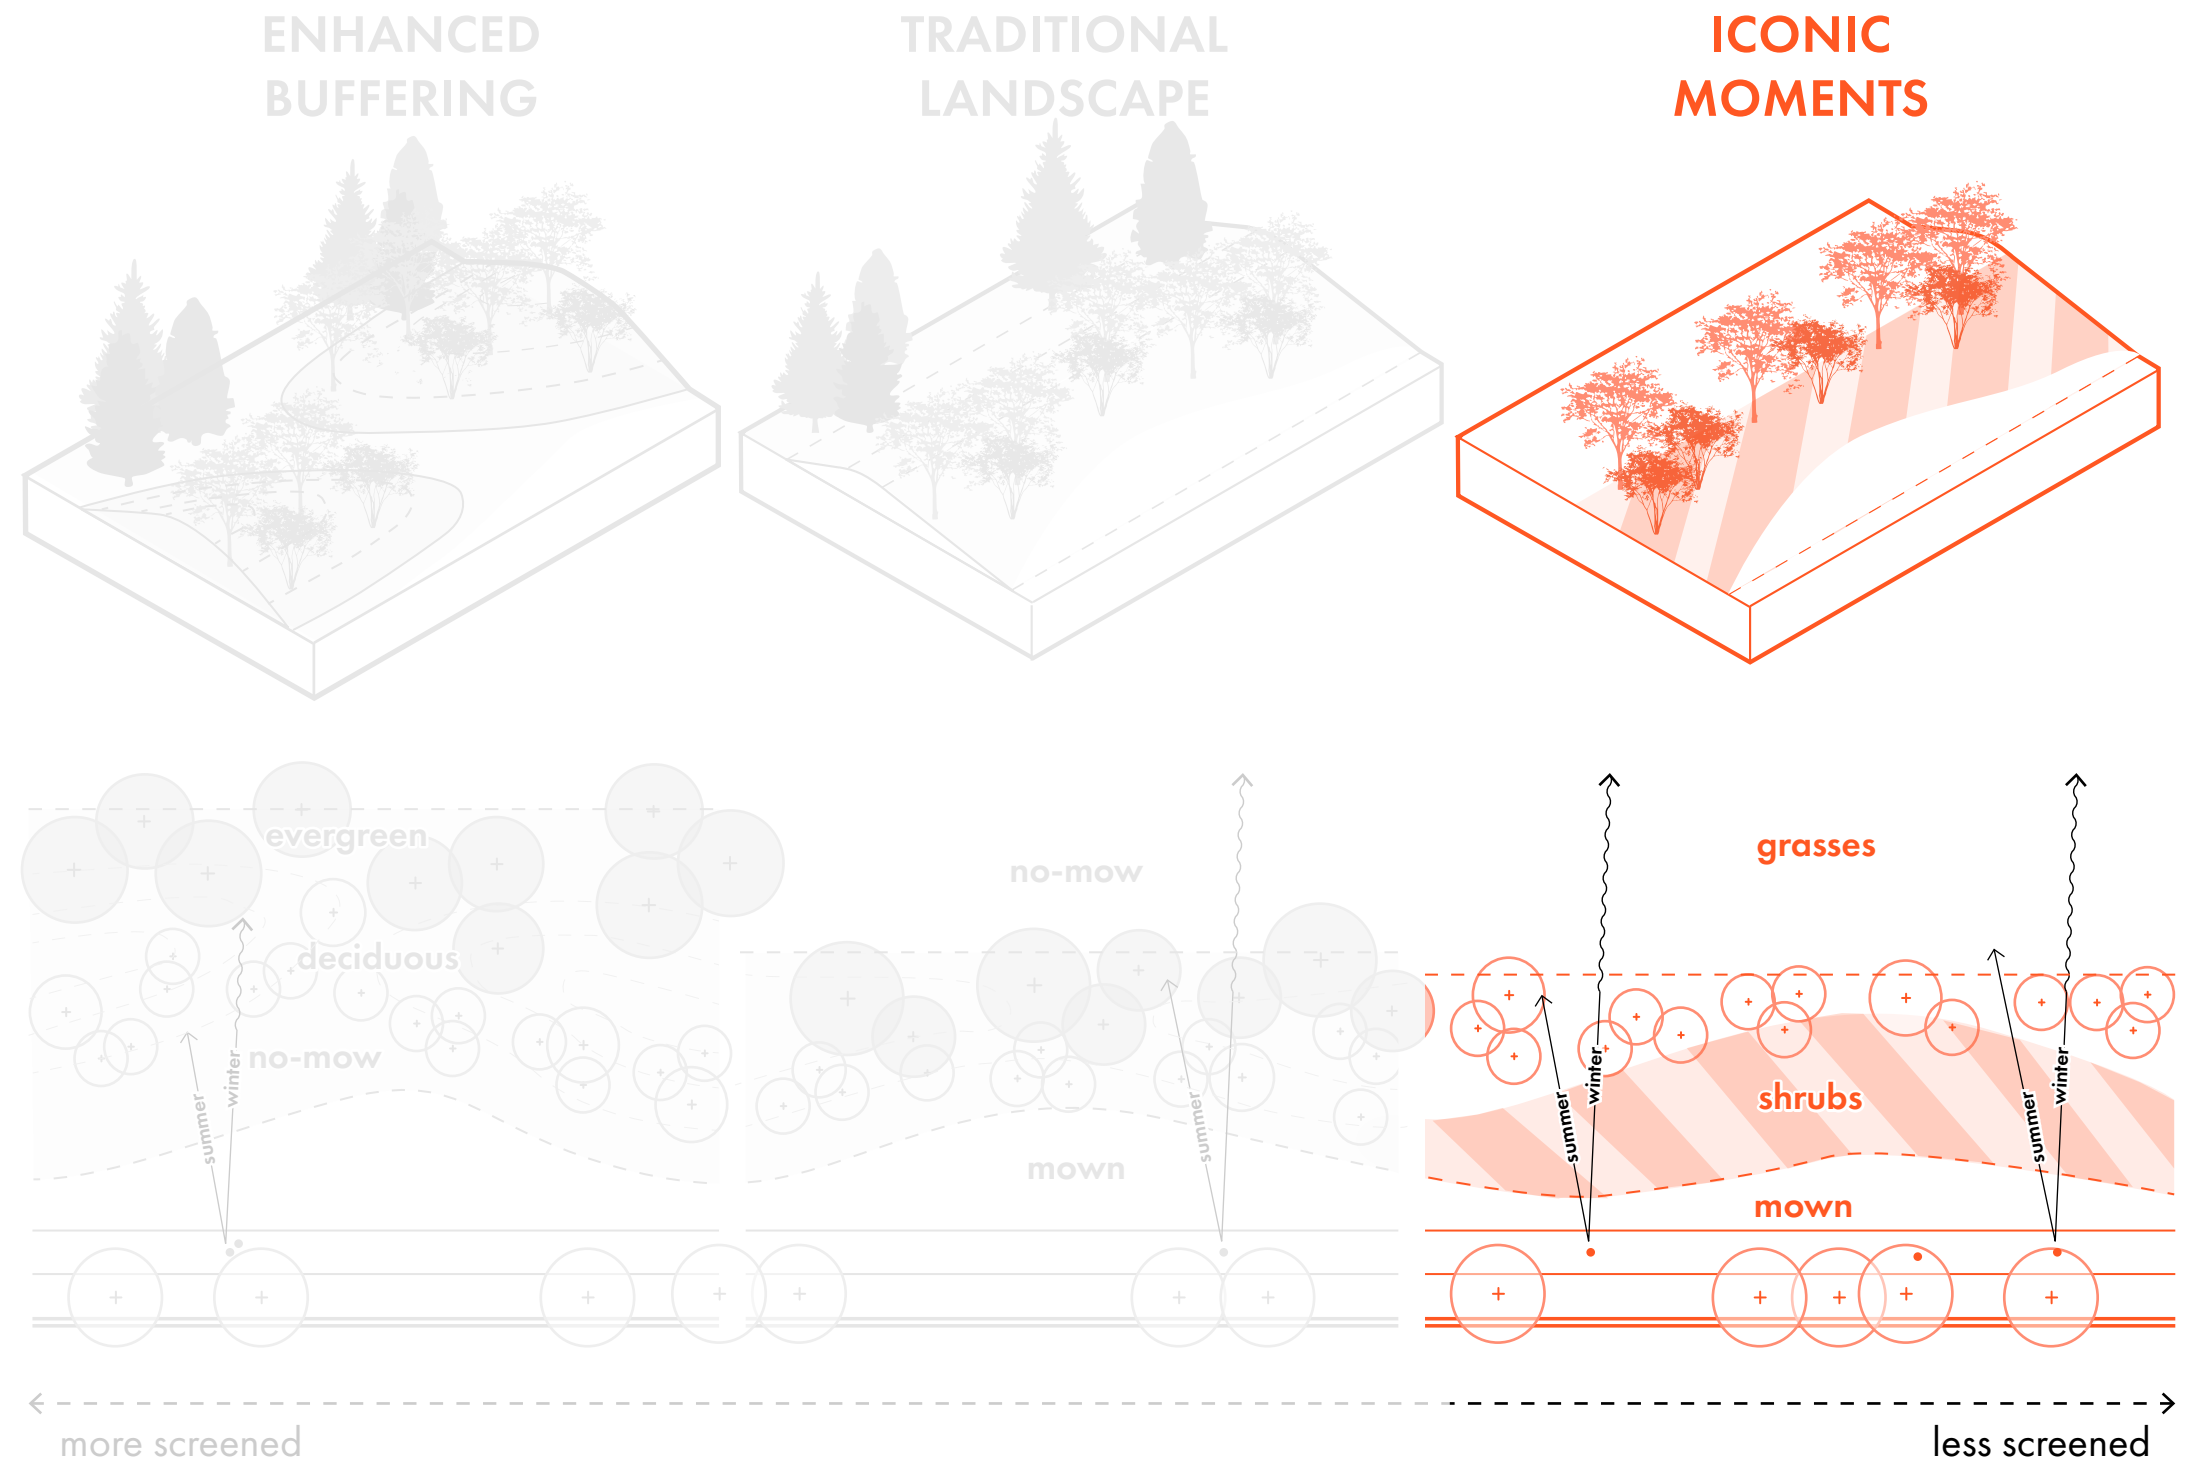 ENHANCED
BUFFERING
TRADITIONAL
LANDSCAPE
ICONIC
MOMENTS
evergreen
deciduous
no-mow
summer
winter
no-mow
mown
summer
grasses
shrubs
mown
summer
winter
summer
winter
more screened
less screened